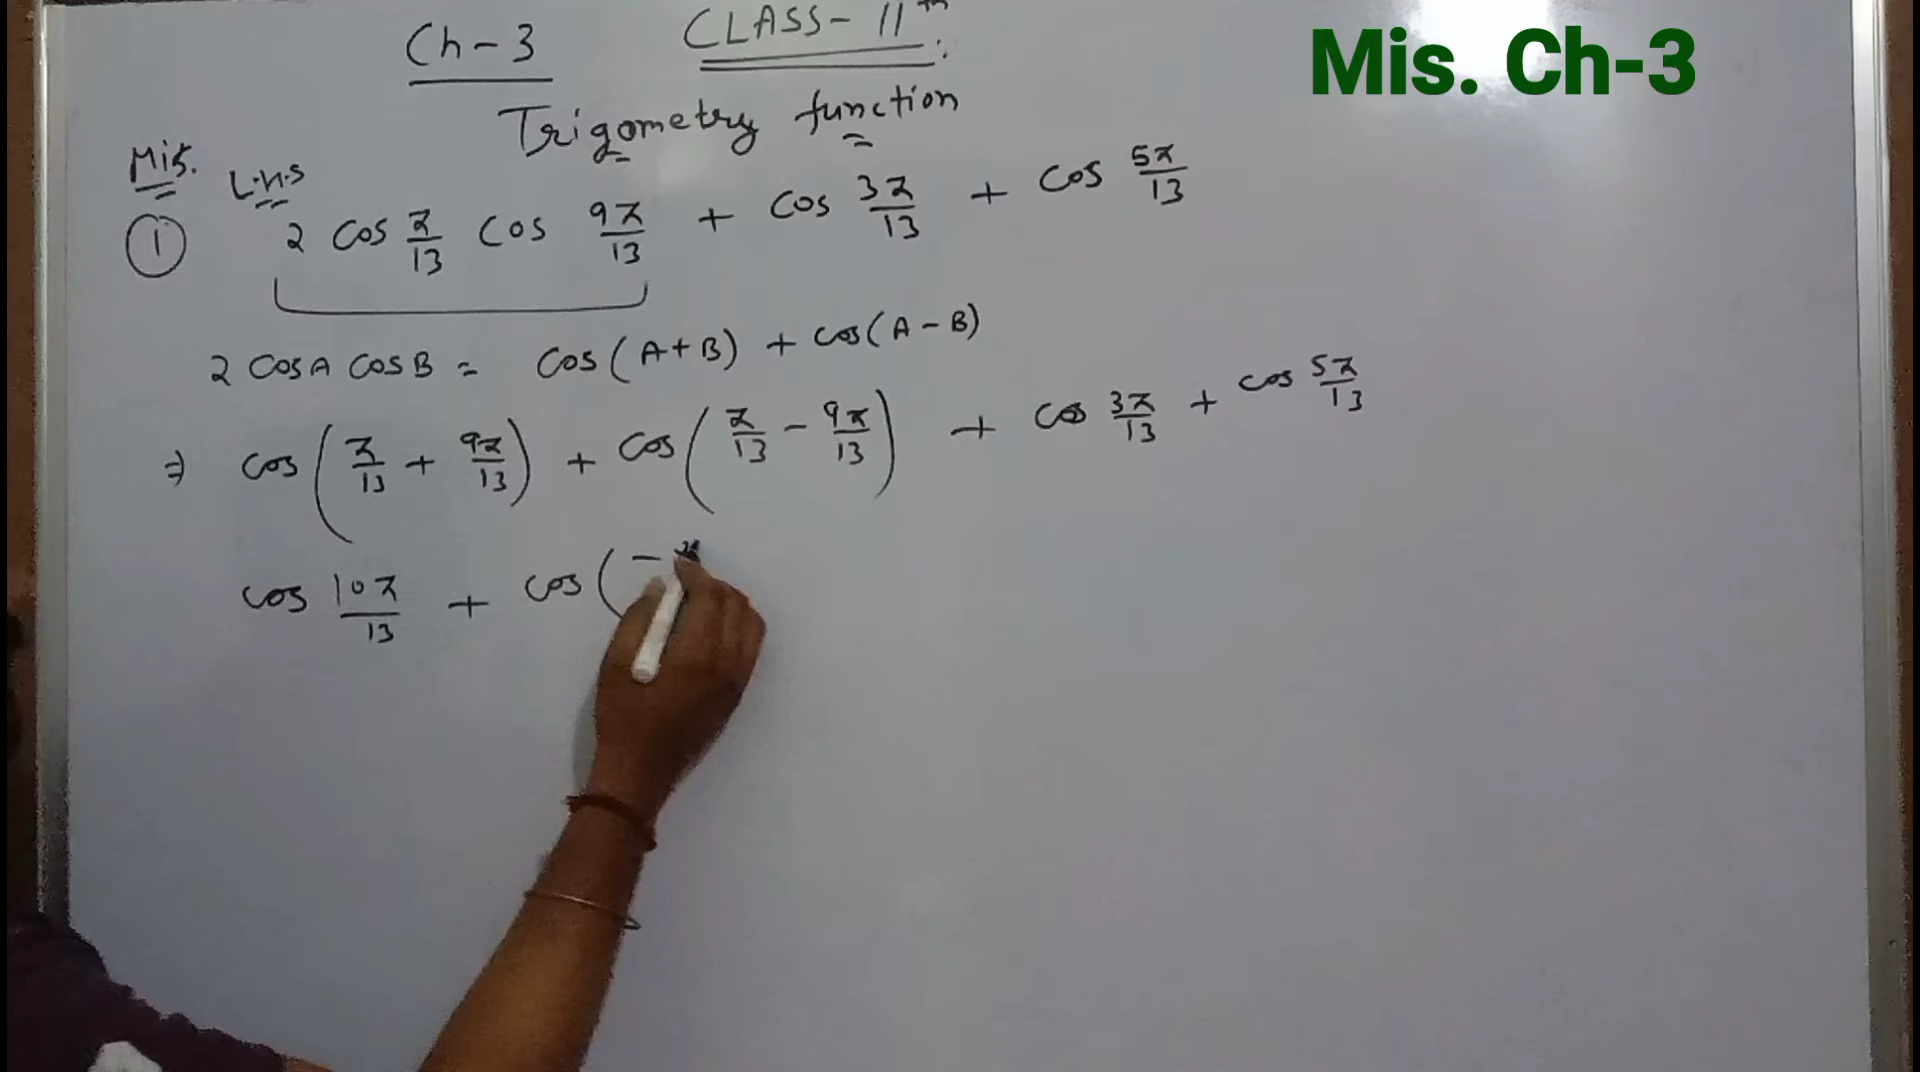 Ch-3 CLASS-11th
Mis. Ch-3
Trigometry function
Mis. L.H.S
① 2 cos π/13 cos 9π/13 + cos 3π/13 + cos 5π/13
2 cosA cosB = cos(A+B) + cos(A-B)
⇒ cos(π/13 + 9π/13) + cos(π/13 - 9π/13) + cos 3π/13 + cos 5π/13
cos 10π/13 + cos(-